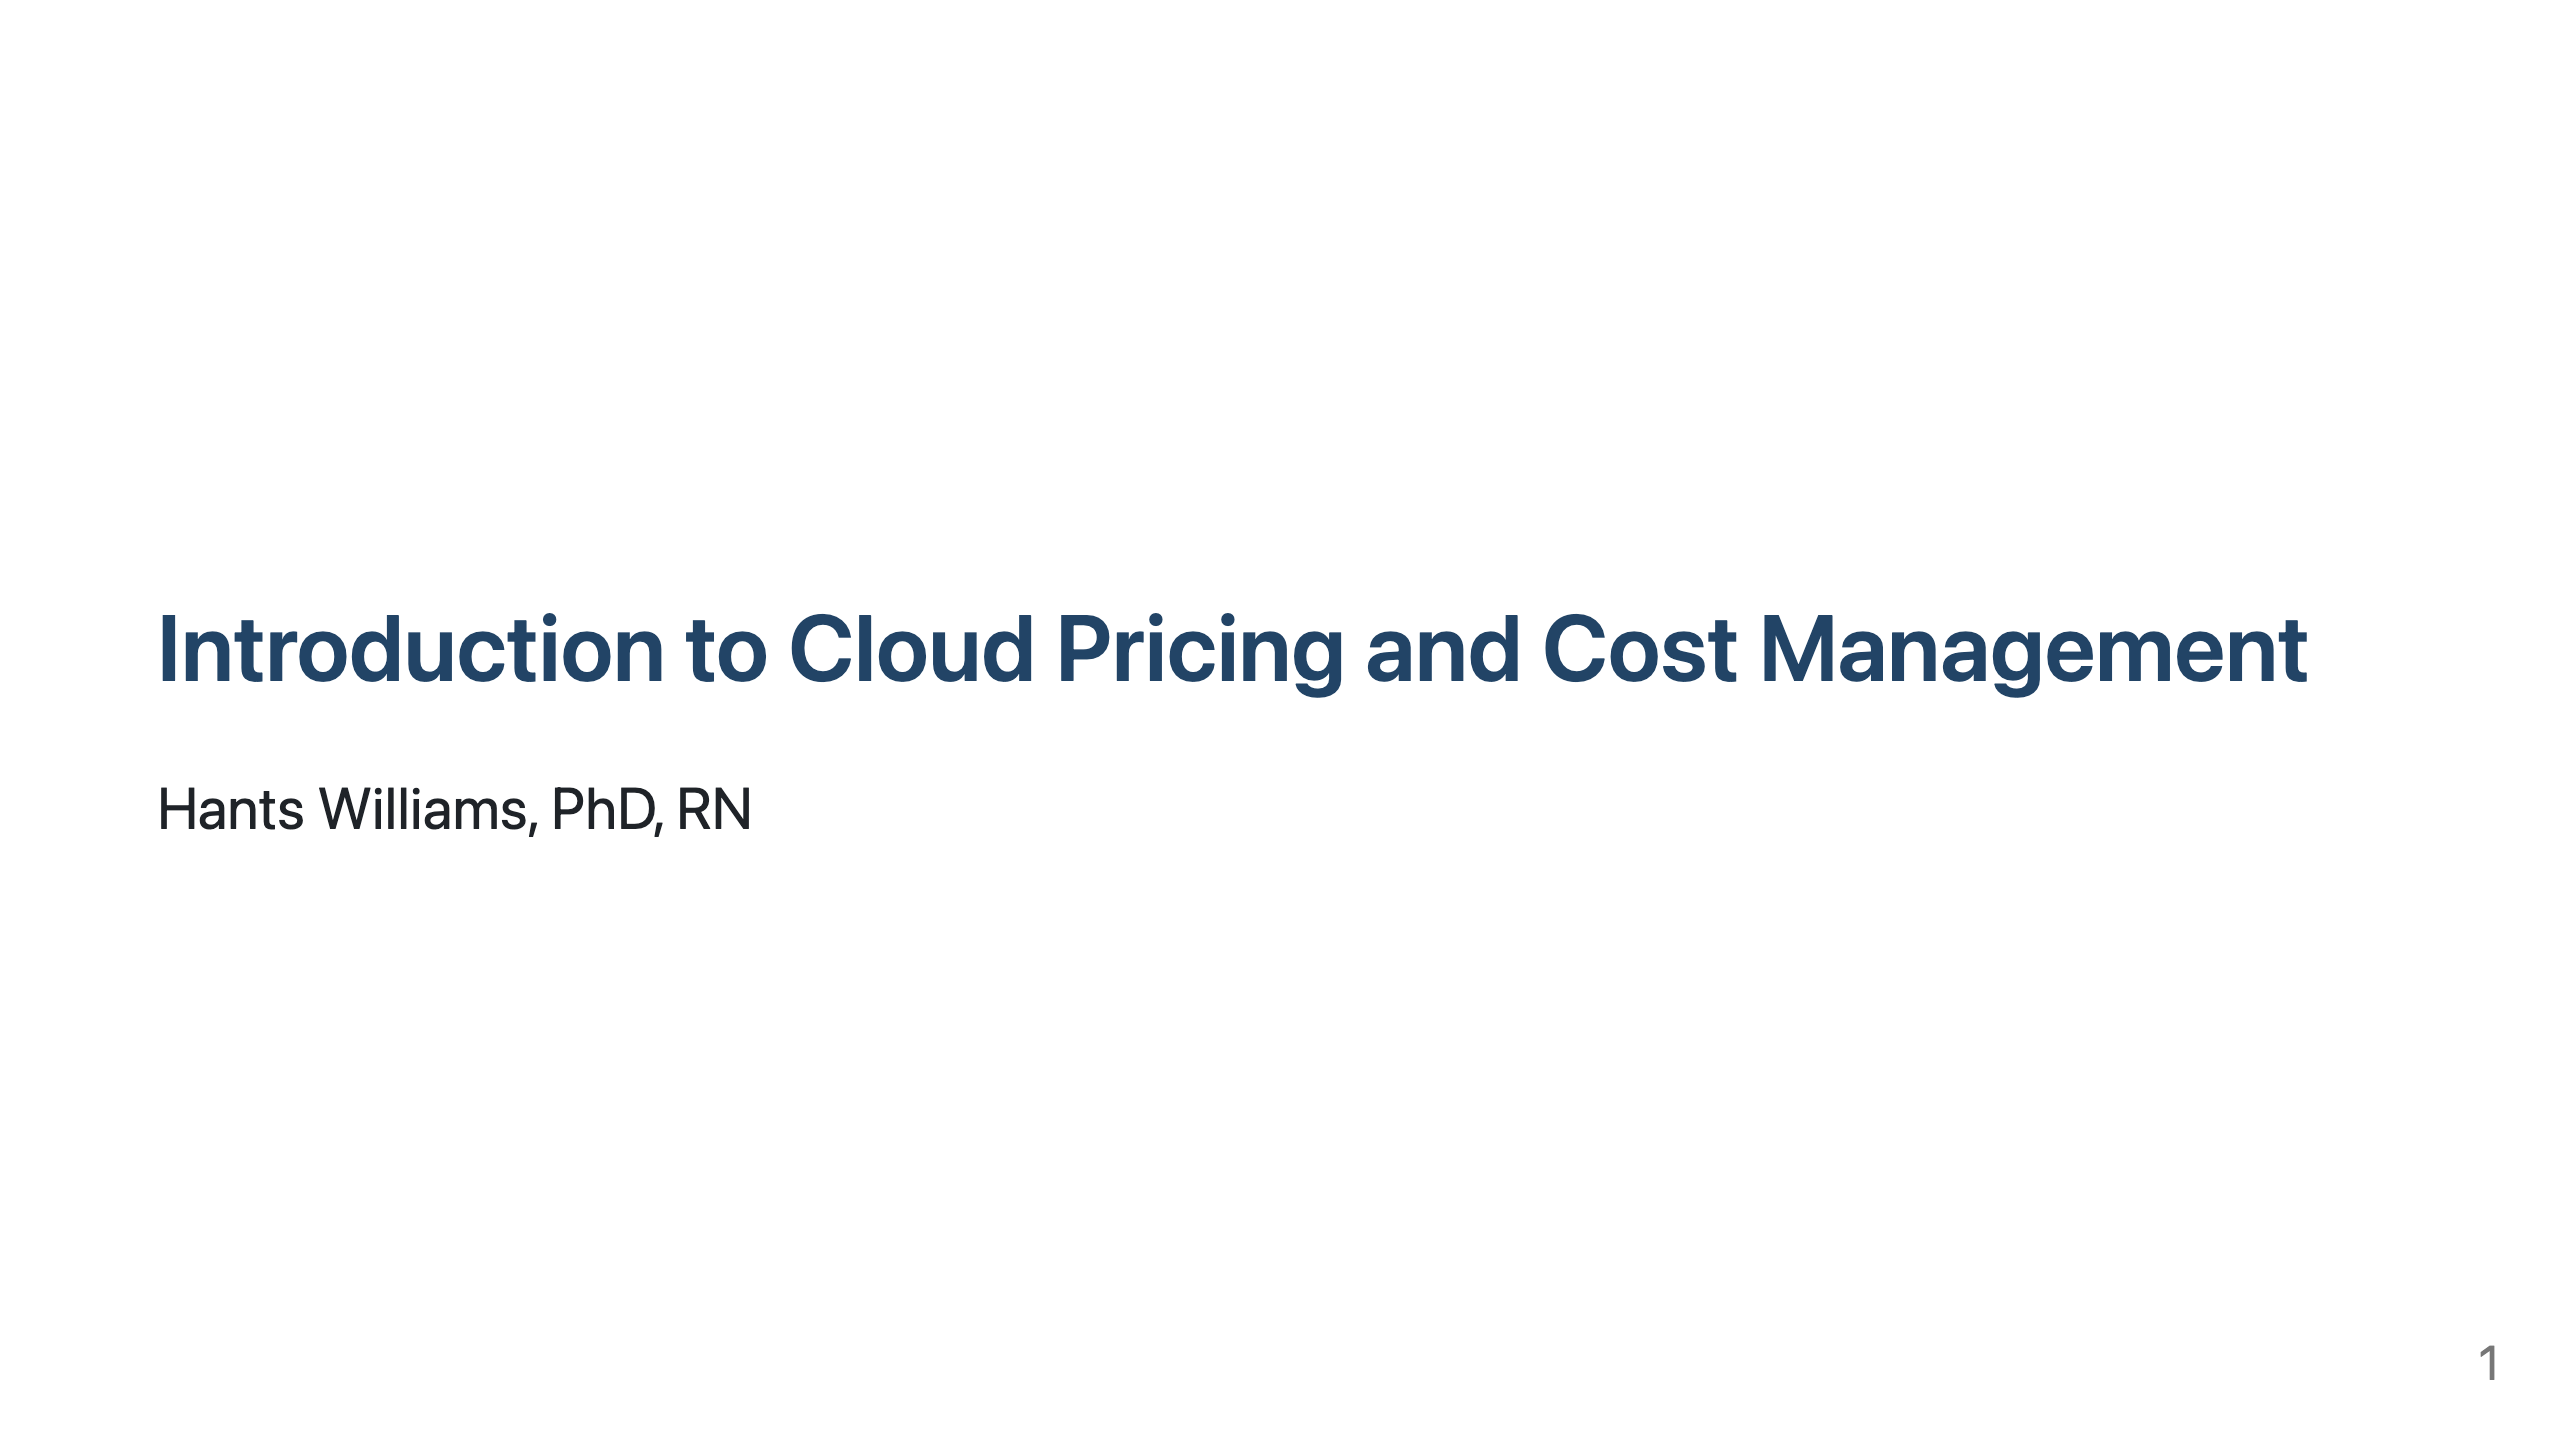 Introduction to Cloud Pricing and Cost Management
Hants Williams, PhD, RN
1